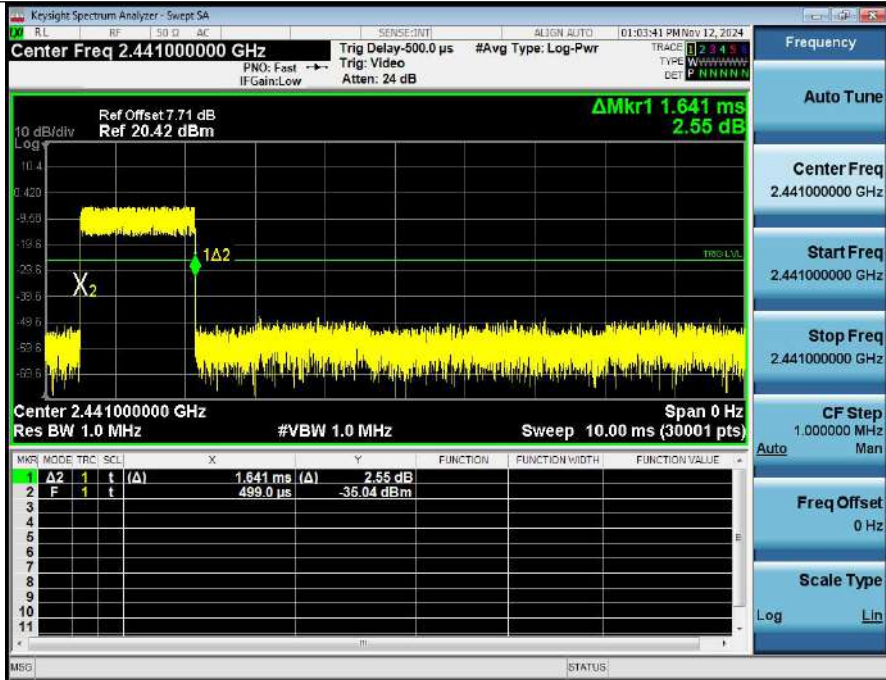 Keysight Spectrum Analyzer - Swept SA
RL RF 50 Ω AC SENSE:INT ALIGN AUTO 01:03:41 PM Nov 12, 2024
Center Freq 2.441000000 GHz
PNO: Fast
IFGain:Low
Trig Delay-500.0 µs
Trig: Video
Atten: 24 dB
#Avg Type: Log-Pwr
TRACE 1 2 3 4 5 6
TYPE WWWWWW
DET P N N N N N
ΔMkr1 1.641 ms
2.55 dB
Ref Offset 7.71 dB
10 dB/div Ref 20.42 dBm
Log
10.4
0.420
-9.58
-19.6
-29.6
-39.6
-49.6
-59.6
-69.6
1Δ2
X2
TRIG LVL
Center 2.441000000 GHz Span 0 Hz
Res BW 1.0 MHz #VBW 1.0 MHz Sweep 10.00 ms (30001 pts)
MKR MODE TRC SCL X Y FUNCTION FUNCTION WIDTH FUNCTION VALUE
1 Δ2 1 t (Δ) 1.641 ms (Δ) 2.55 dB
2 F 1 t 499.0 µs -35.04 dBm
3
4
5
6
7
8
9
10
11
MSG STATUS
Frequency
Auto Tune
Center Freq
2.441000000 GHz
Start Freq
2.441000000 GHz
Stop Freq
2.441000000 GHz
CF Step
1.000000 MHz
Auto Man
Freq Offset
0 Hz
Scale Type
Log Lin